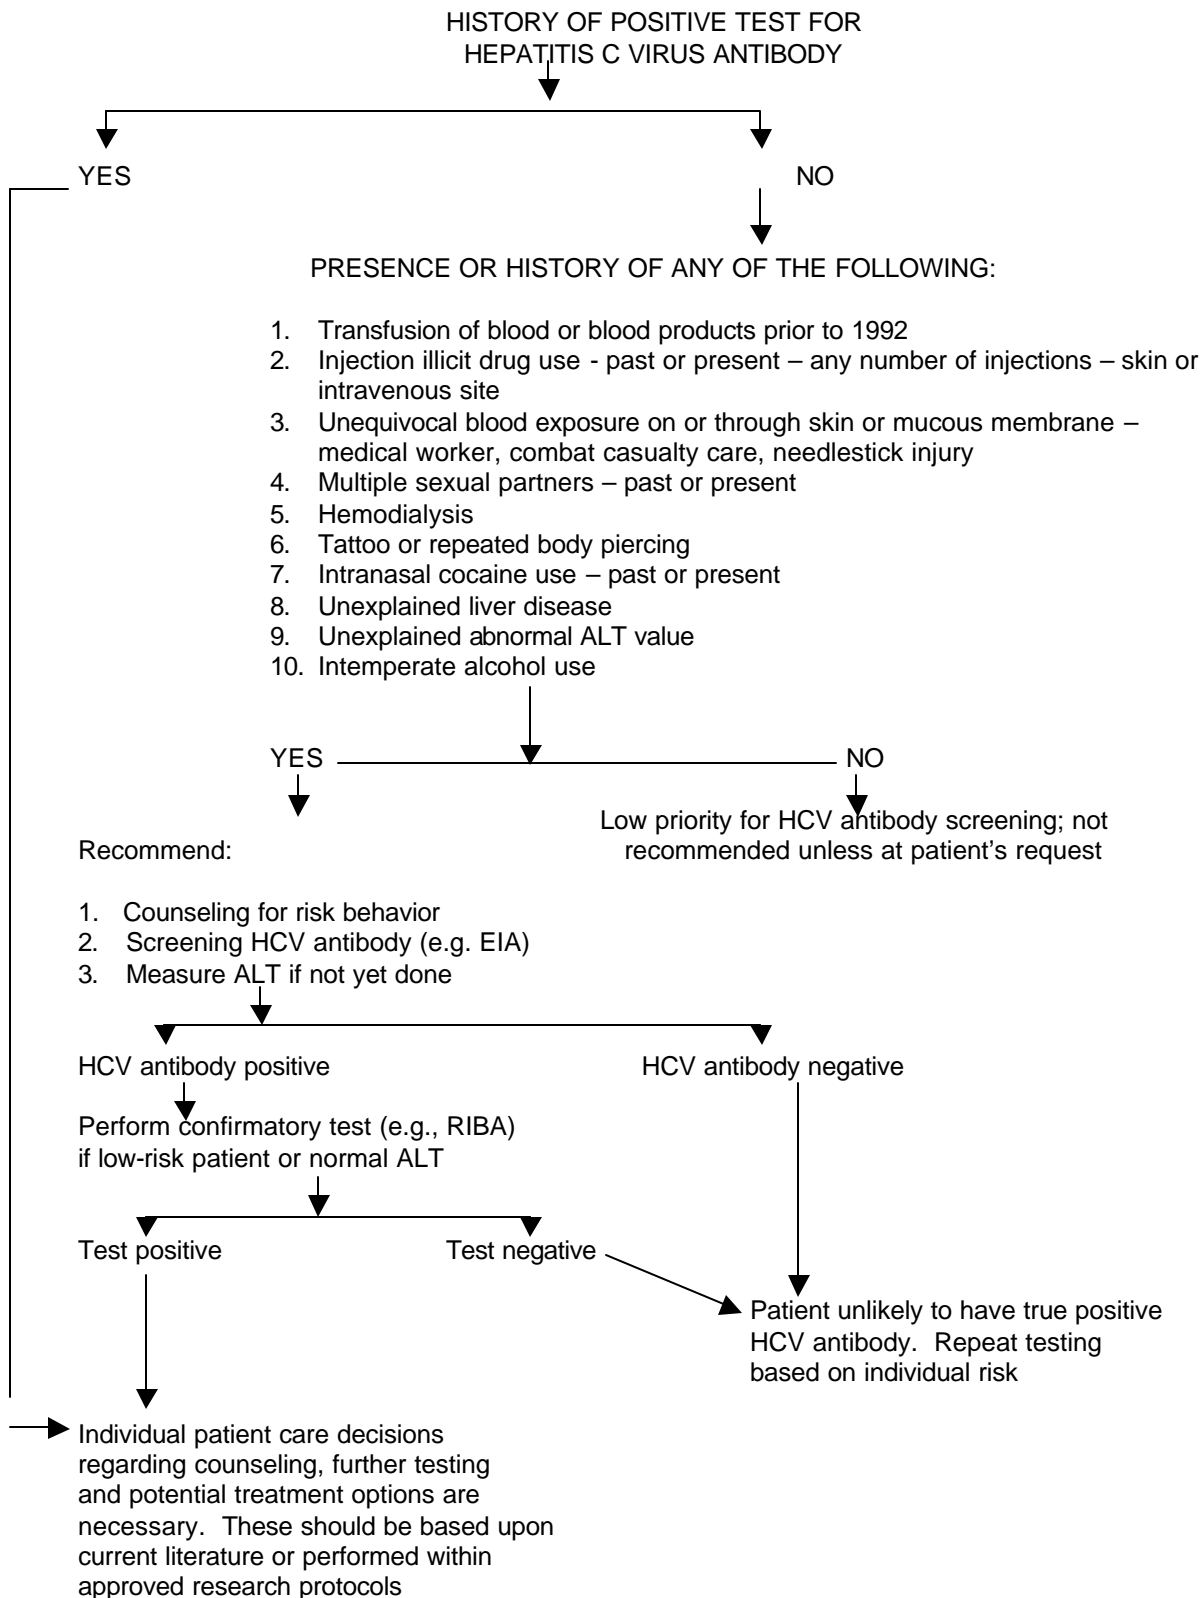 HISTORY OF POSITIVE TEST FOR
HEPATITIS C VIRUS ANTIBODY
YES
NO
PRESENCE OR HISTORY OF ANY OF THE FOLLOWING:
1. Transfusion of blood or blood products prior to 1992
2. Injection illicit drug use - past or present – any number of injections – skin or
intravenous site
3. Unequivocal blood exposure on or through skin or mucous membrane –
medical worker, combat casualty care, needlestick injury
4. Multiple sexual partners – past or present
5. Hemodialysis
6. Tattoo or repeated body piercing
7. Intranasal cocaine use – past or present
8. Unexplained liver disease
9. Unexplained abnormal ALT value
10. Intemperate alcohol use
YES
NO
Low priority for HCV antibody screening; not
recommended unless at patient's request
Recommend:
1. Counseling for risk behavior
2. Screening HCV antibody (e.g. EIA)
3. Measure ALT if not yet done
HCV antibody positive
HCV antibody negative
Perform confirmatory test (e.g., RIBA)
if low-risk patient or normal ALT
Test positive
Test negative
Patient unlikely to have true positive
HCV antibody. Repeat testing
based on individual risk
Individual patient care decisions
regarding counseling, further testing
and potential treatment options are
necessary. These should be based upon
current literature or performed within
approved research protocols